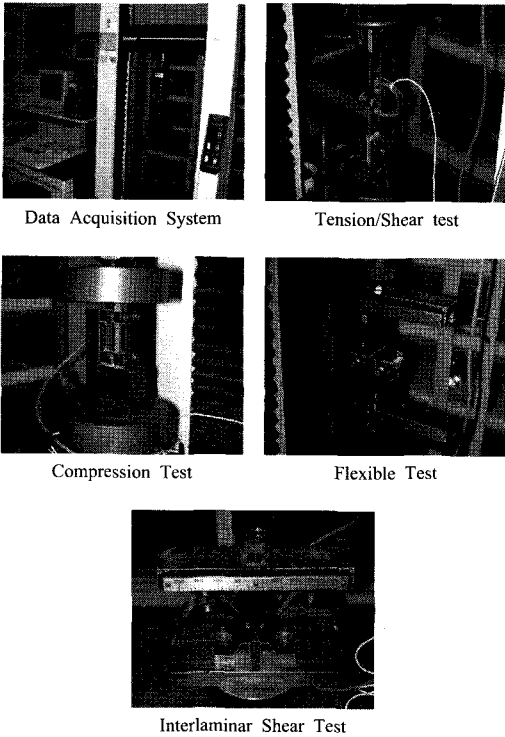 Data Acquisition System
Tension/Shear test
Compression Test
Flexible Test
Interlaminar Shear Test